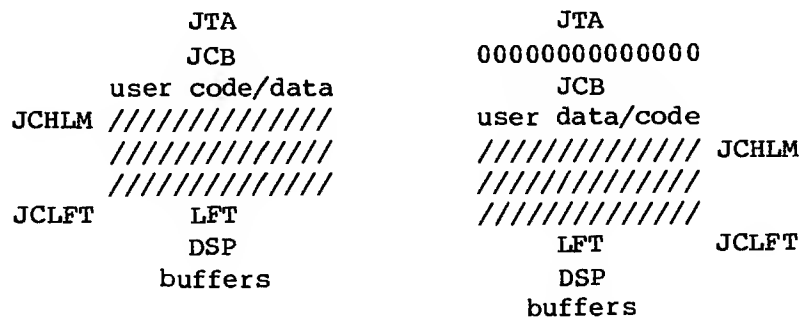 JTA
JCB
user code/data
JCHLM //////////////
//////////////
//////////////
JCLFT LFT
DSP
buffers
JTA
00000000000000
JCB
user data/code
////////////// JCHLM
//////////////
//////////////
LFT JCLFT
DSP
buffers